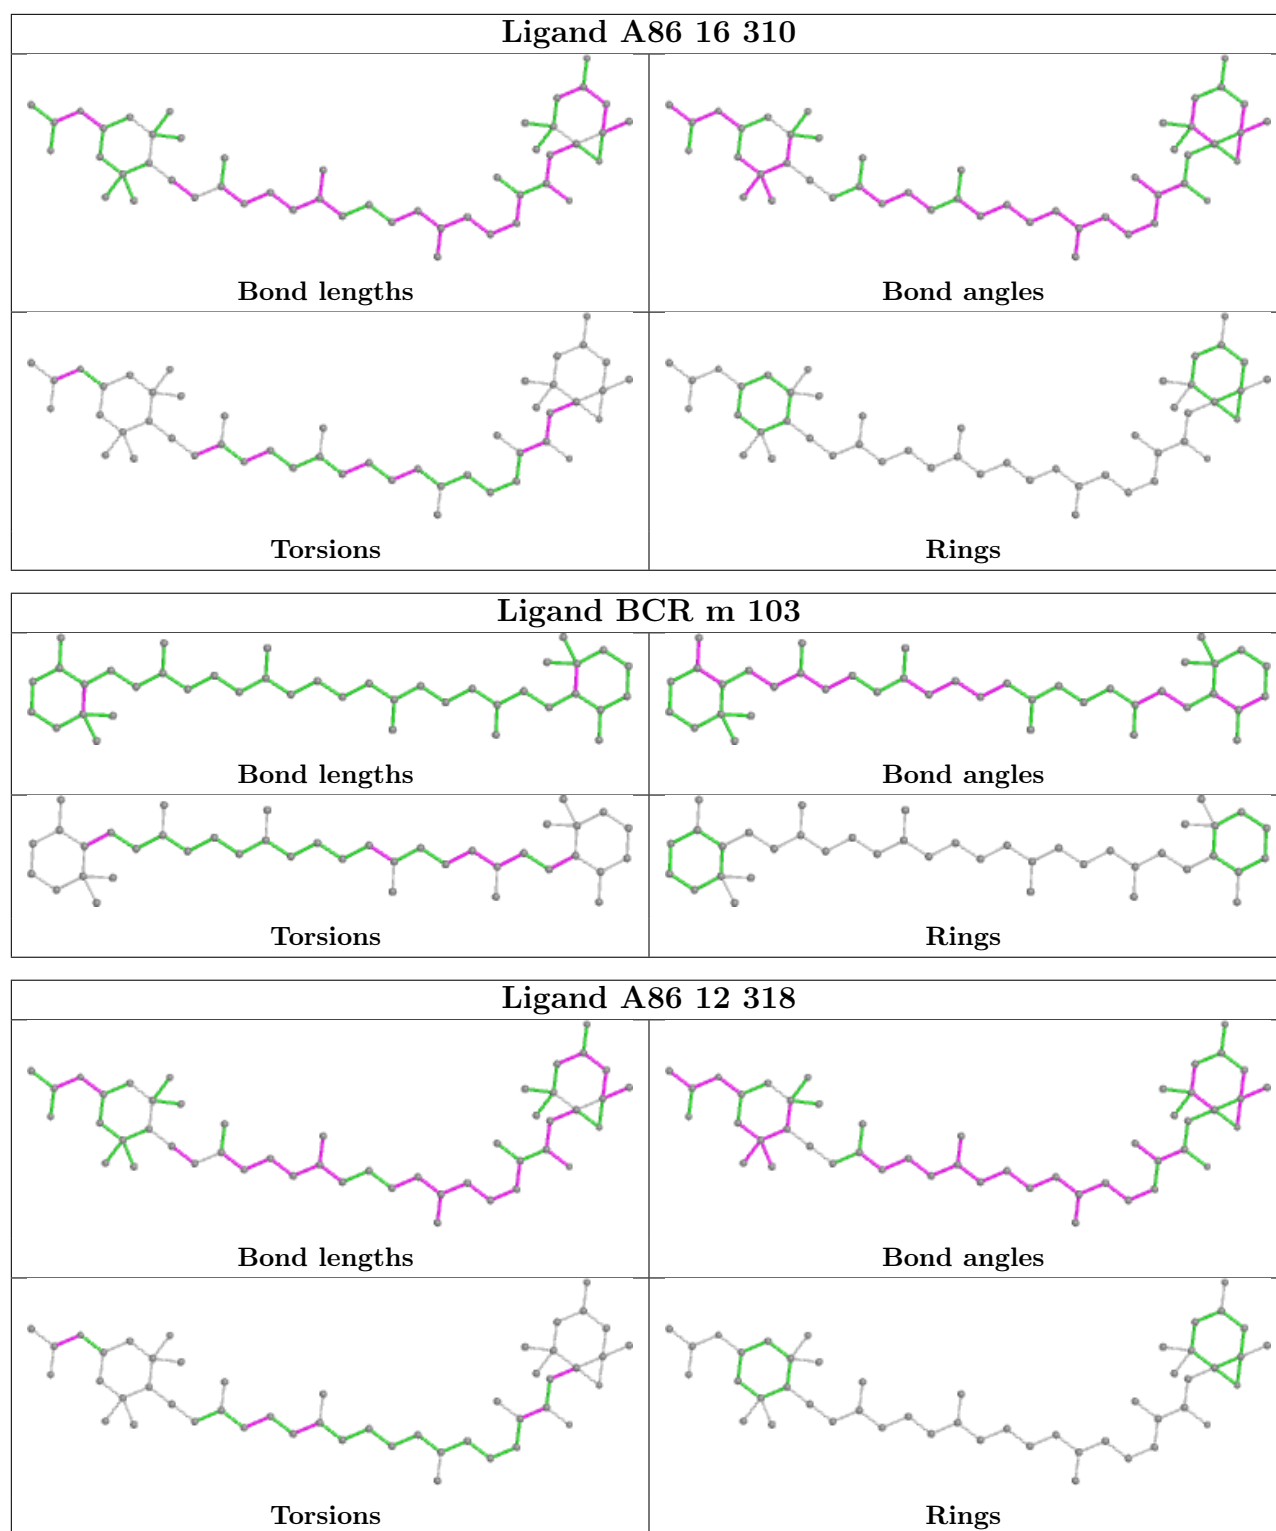 Ligand A86 16 310
Bond lengths
Bond angles
Torsions
Rings
Ligand BCR m 103
Bond lengths
Bond angles
Torsions
Rings
Ligand A86 12 318
Bond lengths
Bond angles
Torsions
Rings